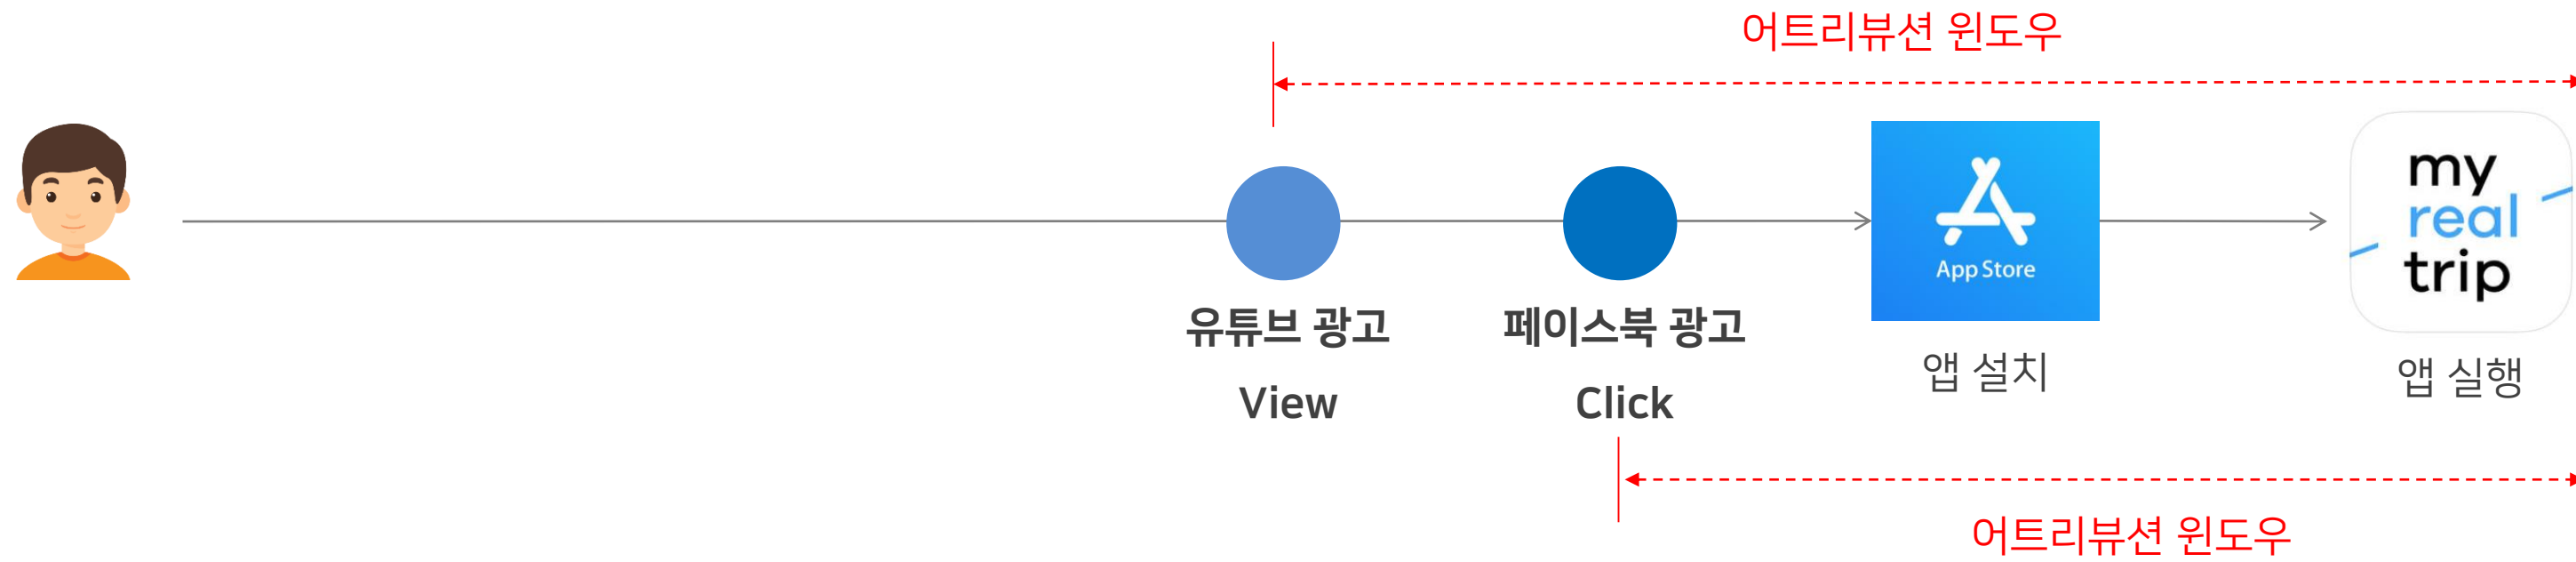 어트리뷰션 윈도우
App Store
my
real
trip
유튜브 광고
View
페이스북 광고
Click
앱 설치
앱 실행
어트리뷰션 윈도우